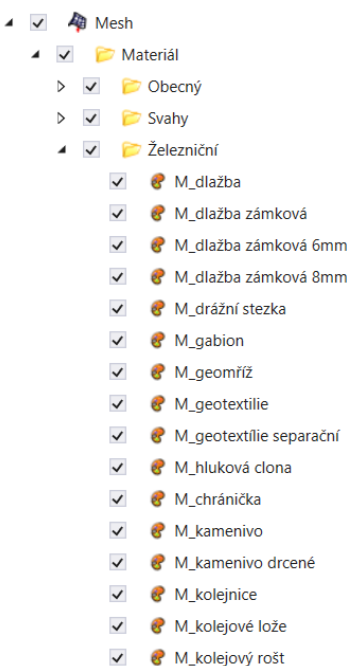 Mesh
Materiál
Obecný
Svahy
Železniční
M_dlažba
M_dlažba zámková
M_dlažba zámková 6mm
M_dlažba zámková 8mm
M_drážní stezka
M_gabion
M_geomříž
M_geotextilie
M_geotextílie separační
M_hluková clona
M_chránička
M_kamenivo
M_kamenivo drcené
M_kolejnice
M_kolejové lože
M_kolejový rošt